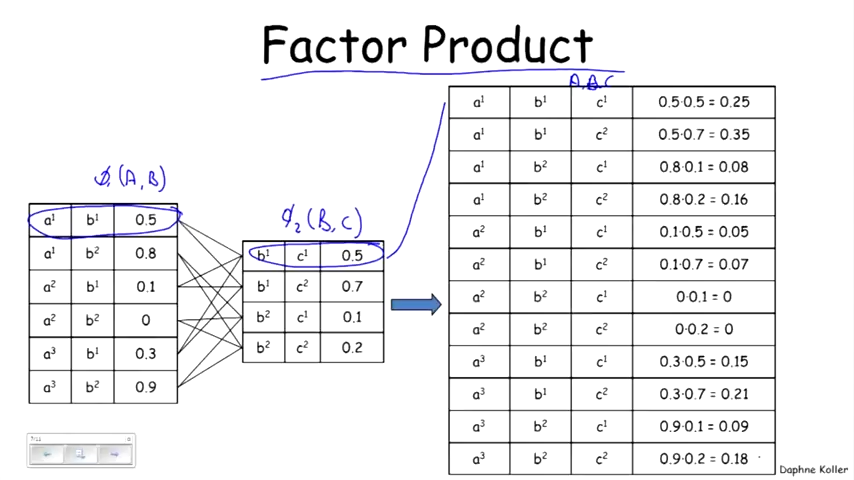 Factor Product
A,B,C
ϕ₁(A,B)
a¹ b¹ 0.5
a¹ b² 0.8
a² b¹ 0.1
a² b² 0
a³ b¹ 0.3
a³ b² 0.9
ϕ₂(B,C)
b¹ c¹ 0.5
b¹ c² 0.7
b² c¹ 0.1
b² c² 0.2
a¹ b¹ c¹ 0.5·0.5 = 0.25
a¹ b¹ c² 0.5·0.7 = 0.35
a¹ b² c¹ 0.8·0.1 = 0.08
a¹ b² c² 0.8·0.2 = 0.16
a² b¹ c¹ 0.1·0.5 = 0.05
a² b¹ c² 0.1·0.7 = 0.07
a² b² c¹ 0·0.1 = 0
a² b² c² 0·0.2 = 0
a³ b¹ c¹ 0.3·0.5 = 0.15
a³ b¹ c² 0.3·0.7 = 0.21
a³ b² c¹ 0.9·0.1 = 0.09
a³ b² c² 0.9·0.2 = 0.18
Daphne Koller